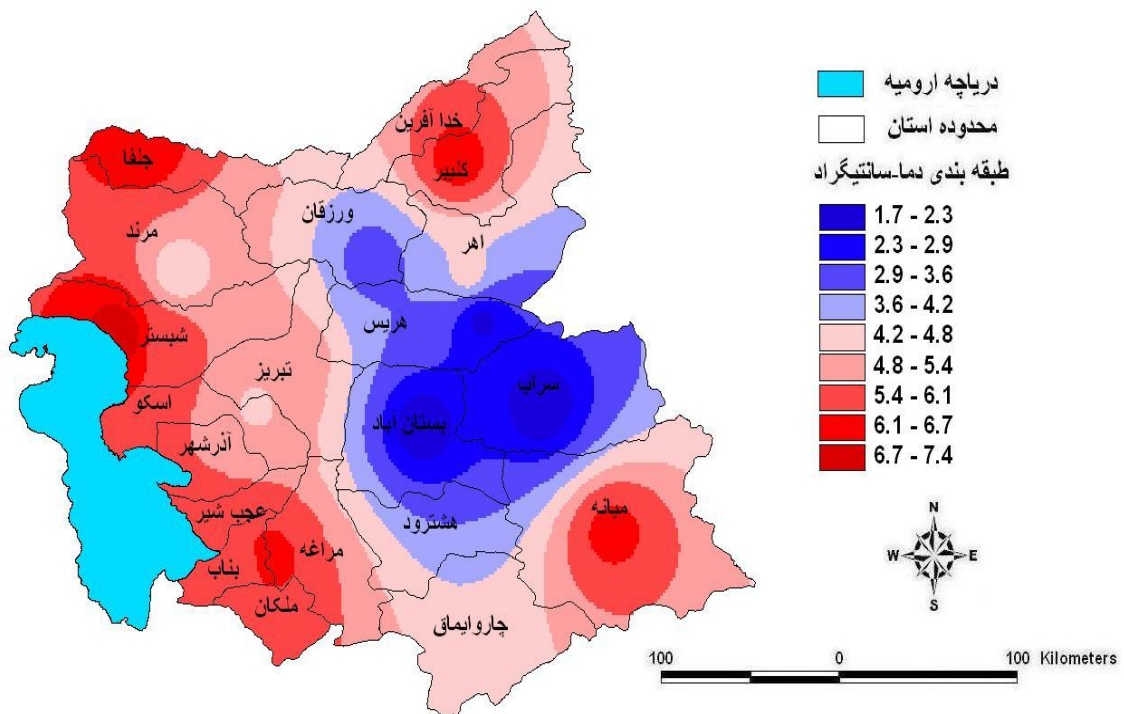 دریاچه ارومیه
محدوده استان
طبقه بندی دما-سانتیگراد
1.7 - 2.3
2.3 - 2.9
2.9 - 3.6
3.6 - 4.2
4.2 - 4.8
4.8 - 5.4
5.4 - 6.1
6.1 - 6.7
6.7 - 7.4
خدا آفرین
کلیبر
جلفا
ورزقان
مرند
اهر
هریس
شبستر
تبریز
سراب
اسکو
بستان آباد
آذرشهر
میانه
عجب شیر
هشترود
مراغه
بناب
ملکان
چاروایماق
N
W E
S
100 0 100 Kilometers